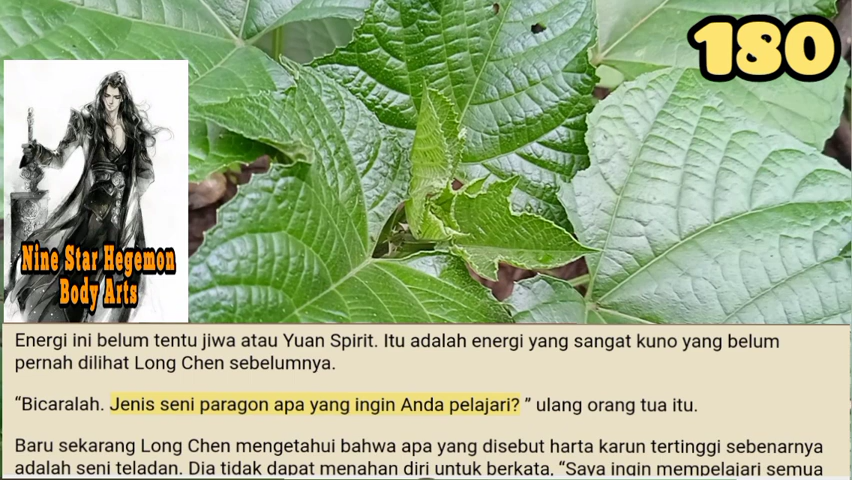 180
Nine Star Hegemon
Body Arts
Energi ini belum tentu jiwa atau Yuan Spirit. Itu adalah energi yang sangat kuno yang belum
pernah dilihat Long Chen sebelumnya.
“Bicaralah. Jenis seni paragon apa yang ingin Anda pelajari? ” ulang orang tua itu.
Baru sekarang Long Chen mengetahui bahwa apa yang disebut harta karun tertinggi sebenarnya
adalah seni teladan. Dia tidak dapat menahan diri untuk berkata, “Saya ingin mempelajari semua